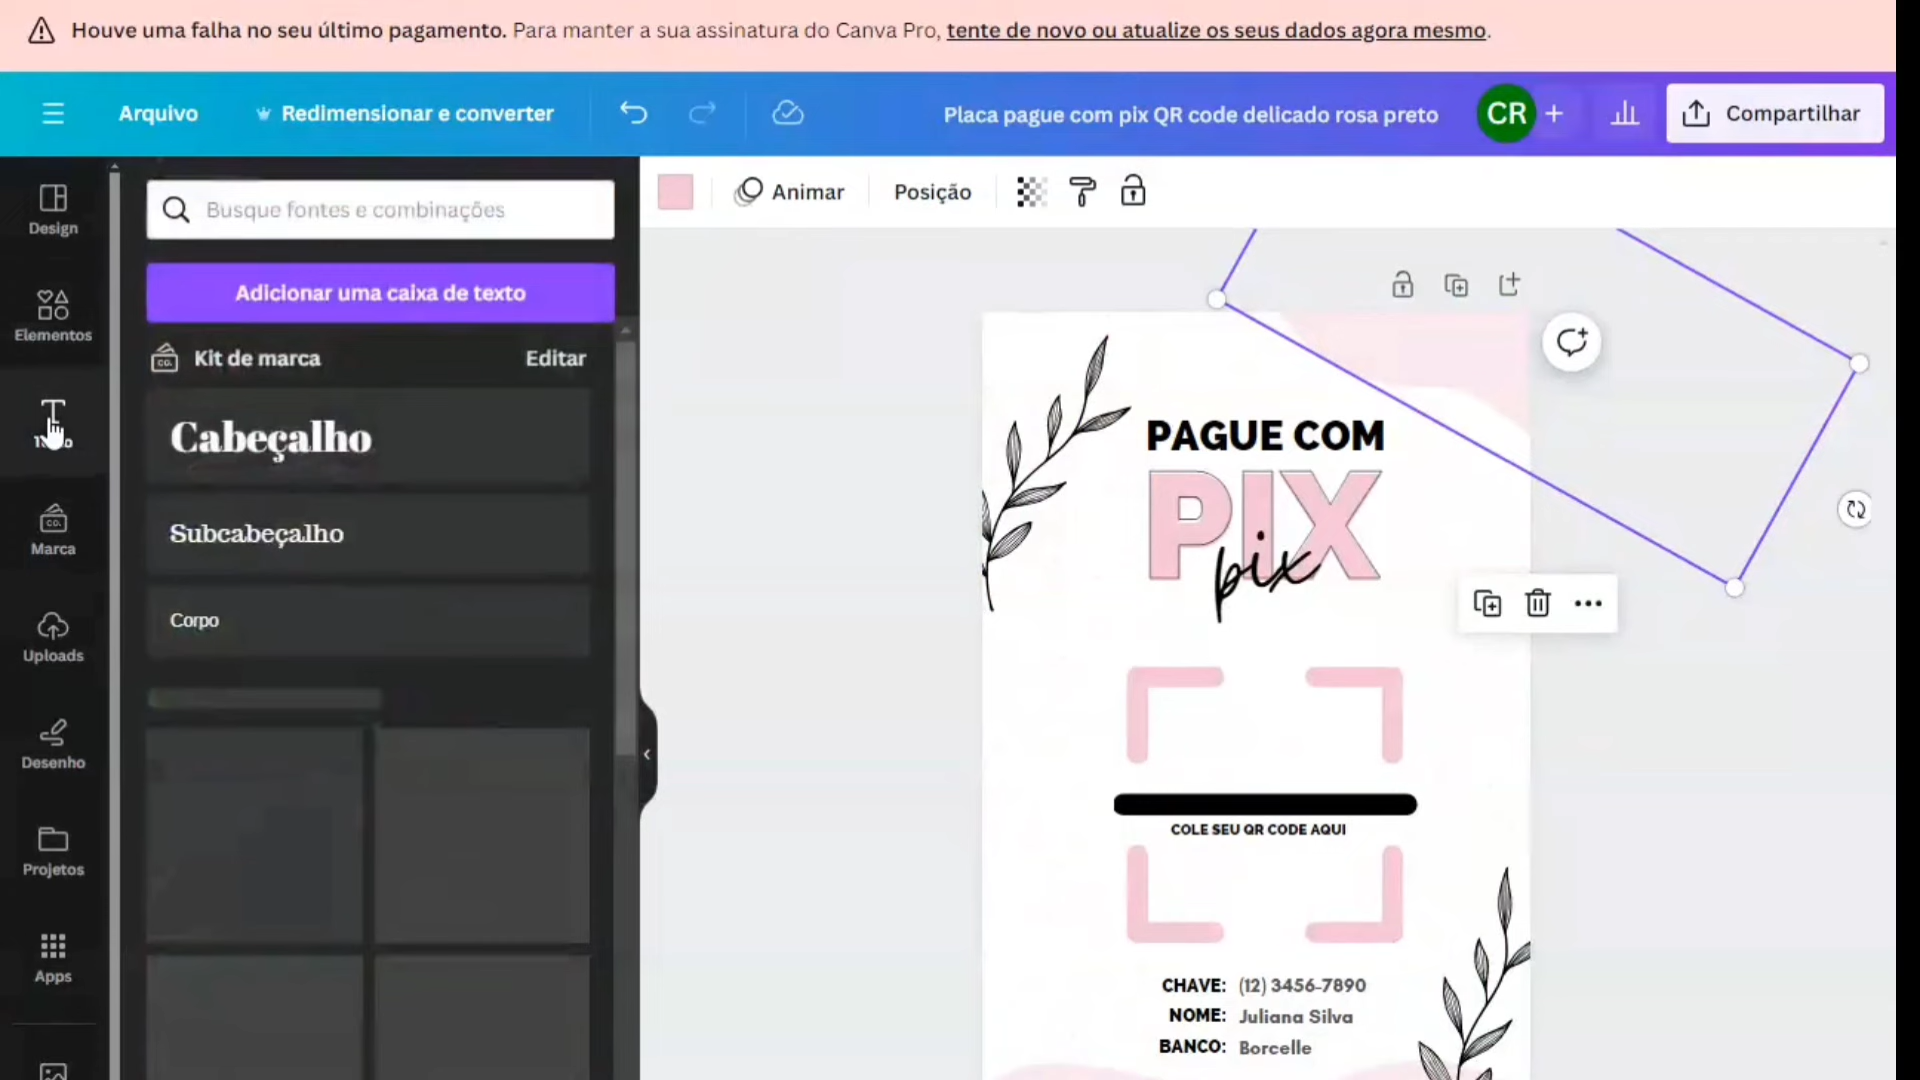 Houve uma falha no seu último pagamento. Para manter a sua assinatura do Canva Pro, tente de novo ou atualize os seus dados agora mesmo.
Arquivo
Redimensionar e converter
Placa pague com pix QR code delicado rosa preto
CR
Compartilhar
Design
Elementos
Marca
Uploads
Desenho
Projetos
Apps
Busque fontes e combinações
Adicionar uma caixa de texto
CO.
Kit de marca
Editar
Cabeçalho
Subcabeçalho
Corpo
Animar
Posição
PAGUE COM
PIX
pix
COLE SEU QR CODE AQUI
CHAVE: (12) 3456-7890
NOME: Juliana Silva
BANCO: Borcelle